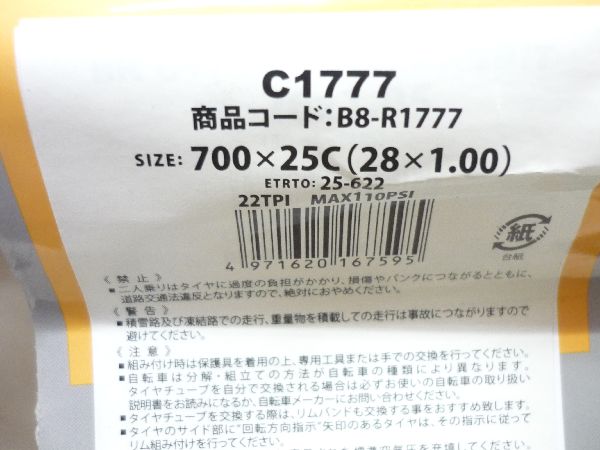 C1777
商品コード:B8-R1777
SIZE: 700×25C(28×1.00)
ETRTO: 25-622
22TPI MAX110PSI
4 971620 167595
紙
台紙
《 禁 止 》
■二人乗りはタイヤに過度の負担がかかり、損傷やパンクにつながるとともに、
道路交通法違反となりますので、絶対におやめください。
《 警 告 》
■積雪路及び凍結路での走行、重量物を積載しての走行は事故につながりますので
避けてください。
《 注 意 》
■組み付け時は保護具を着用の上、専用工具または手での交換を行ってください。
■自転車は分解・組立ての方法が自転車の種類により異なります。
タイヤチューブを自分で交換される場合は必ずお使いの自転車の取り扱い
説明書をお読みになるか、自転車メーカーにお問い合わせください。
■タイヤチューブを交換する際は、リムバンドも交換する事をおすすめ致します。
■タイヤのサイド部に"回転方向指示"矢印のあるタイヤは、その指示に従って
リム組み付けを行ってください。
空気圧を充填してください。